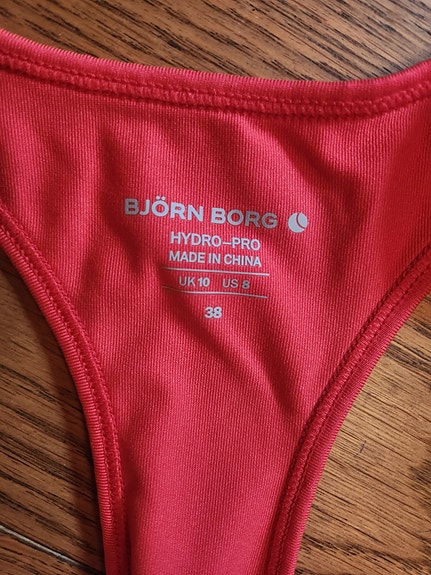 BJÖRN BORG
HYDRO-PRO
MADE IN CHINA
UK 10 US 8
38